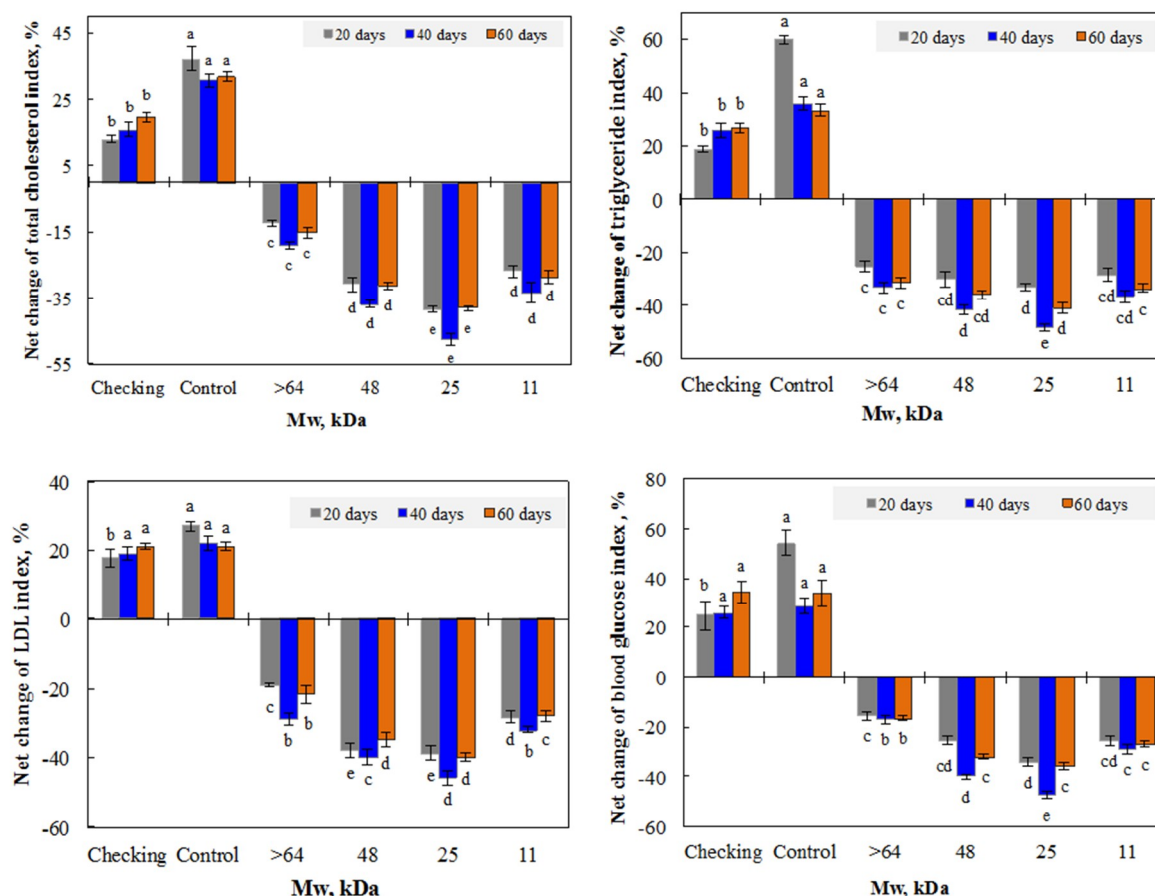 Net change of total cholesterol index, %
45
25
5
-15
-35
-55
20 days 40 days 60 days
b b b a a a
c c c d d d e e e d d d
Checking Control >64 48 25 11
Mw, kDa
Net change of triglyceride index, %
60
40
20
0
-20
-40
-60
20 days 40 days 60 days
b b b a a a
c c c cd d cd d e d cd cd c
Checking Control >64 48 25 11
Mw, kDa
Net change of LDL index, %
40
20
0
-20
-40
-60
20 days 40 days 60 days
b a a a a a
c b b e c d e d d d b c
Checking Control >64 48 25 11
Mw, kDa
Net change of blood glucose index, %
80
60
40
20
0
-20
-40
-60
20 days 40 days 60 days
b a a a a a
c b b cd d c d e c cd c c
Checking Control >64 48 25 11
Mw, kDa